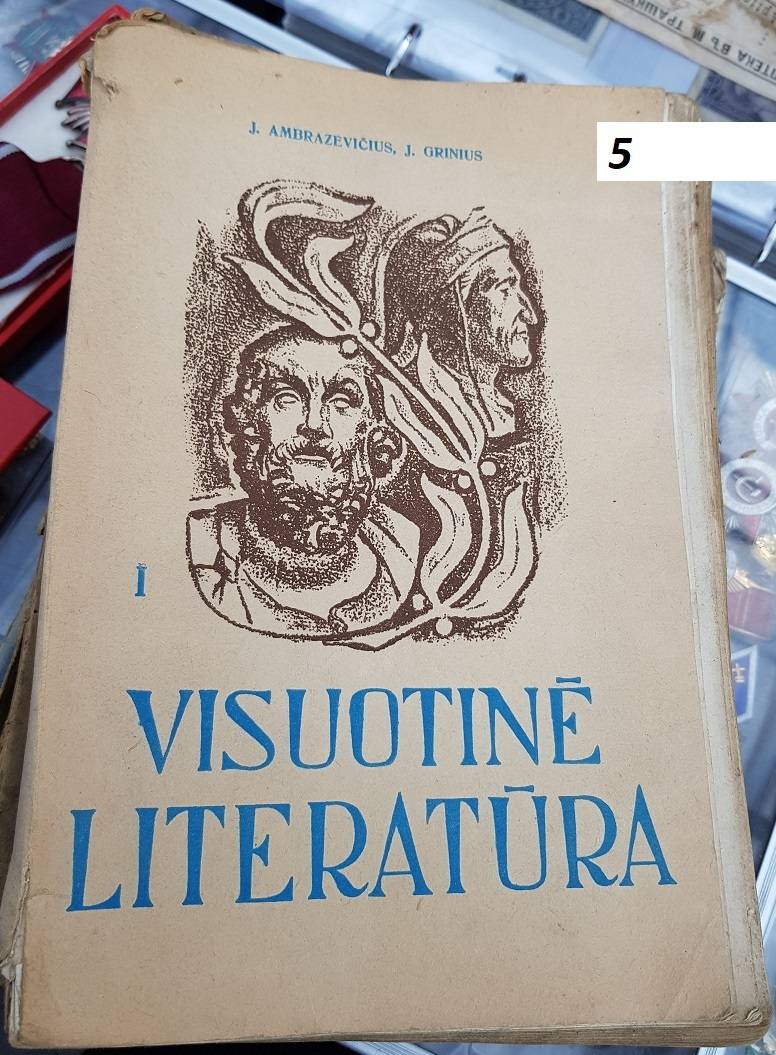 J. AMBRAZEVIČIUS, J. GRINIUS
5
I
VISUOTINĖ
LITERATŪRA